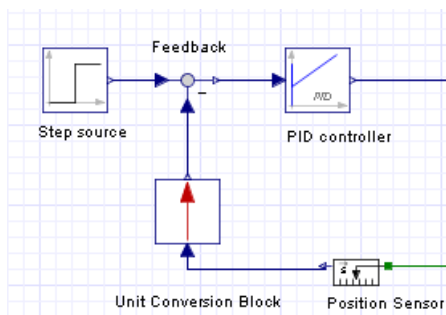 Feedback
PID
Step source
PID controller
Unit Conversion Block
Position Sensor